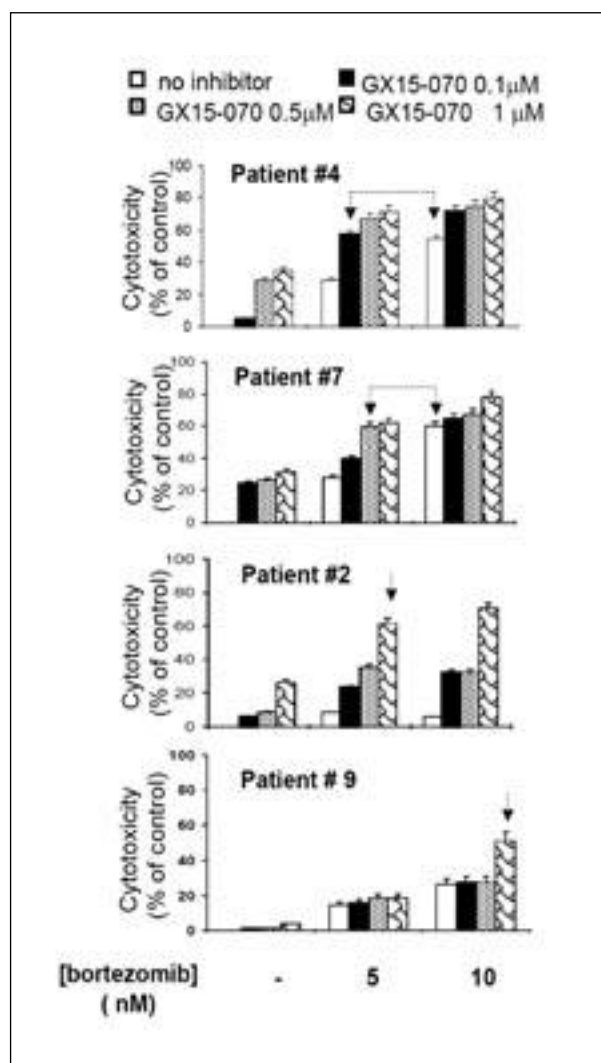 no inhibitor GX15-070 0.1μM
GX15-070 0.5μM GX15-070 1 μM
Patient #4
Cytotoxicity
(% of control)
100
80
60
40
20
0
Patient #7
Cytotoxicity
(% of control)
100
80
60
40
20
0
Patient #2
Cytotoxicity
(% of control)
100
80
60
40
20
0
Patient # 9
Cytotoxicity
(% of control)
100
80
60
40
20
0
[bortezomib] - 5 10
( nM)